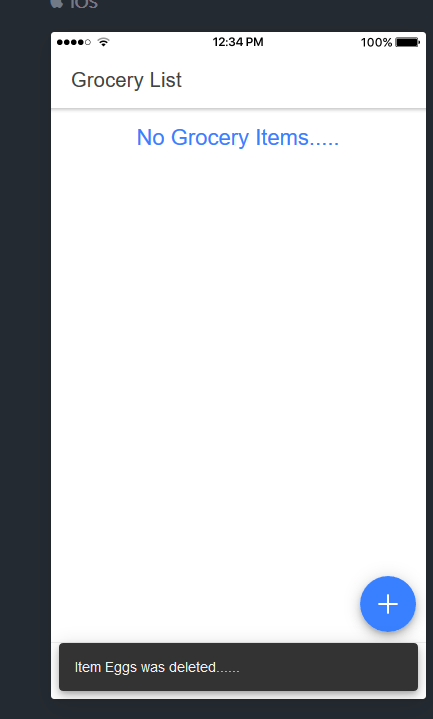 iOS
12:34 PM 100%
Grocery List
No Grocery Items.....
Item Eggs was deleted......